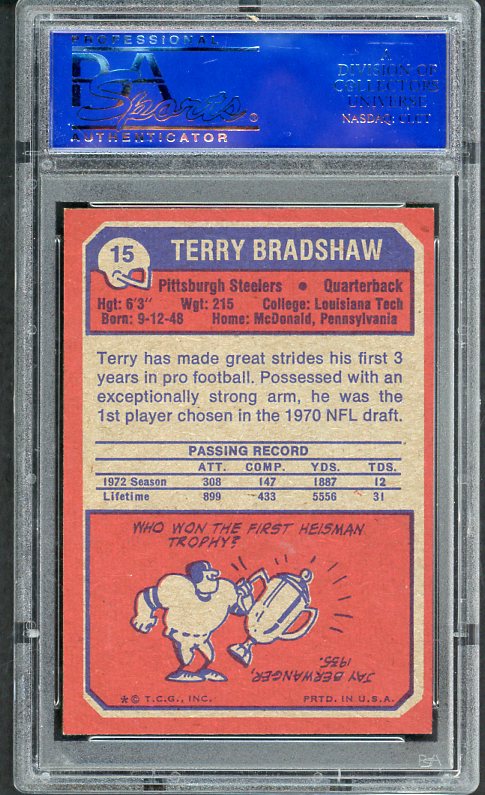 PROFESSIONAL
PSA
Sports ®
AUTHENTICATOR
A
DIVISION OF
COLLECTORS
UNIVERSE
NASDAQ: CLCT
15
TERRY BRADSHAW
Pittsburgh Steelers • Quarterback
Hgt: 6'3" Wgt: 215 College: Louisiana Tech
Born: 9-12-48 Home: McDonald, Pennsylvania
Terry has made great strides his first 3
years in pro football. Possessed with an
exceptionally strong arm, he was the
1st player chosen in the 1970 NFL draft.
PASSING RECORD
ATT. COMP. YDS. TDS.
1972 Season 308 147 1887 12
Lifetime 899 433 5556 31
WHO WON THE FIRST HEISMAN
TROPHY?
JAY BERWANGER,
1935.
* © T.C.G., INC. PRTD. IN U.S.A.
PSA